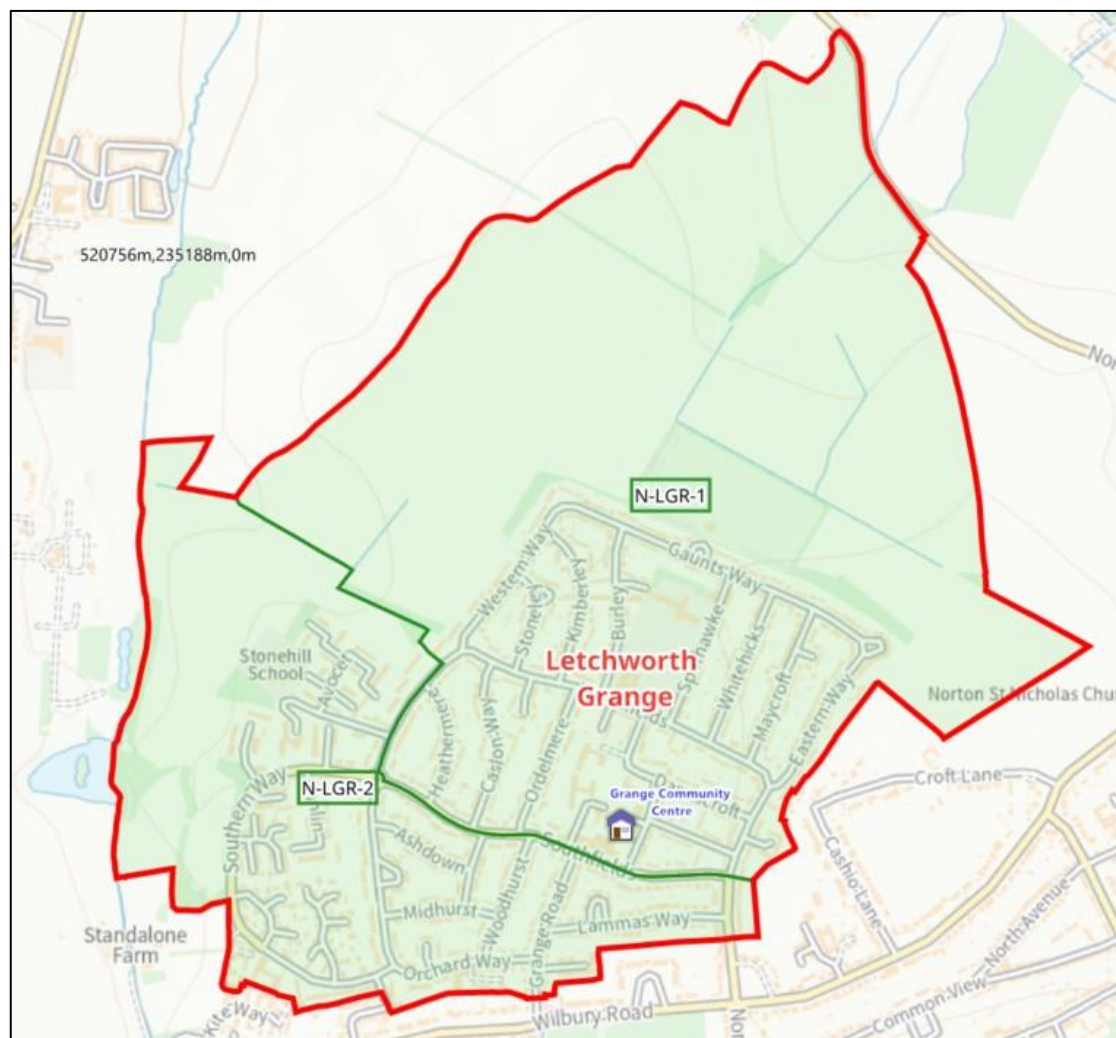 520756m,235188m,0m
Nor
N-LGR-1
Western Way
Gaunts Way
Stoneley
Kimberley
Burley
Whitehicks
Maycroft
Eastern Way
Stonehill
School
Avocet
Letchworth
Grange
Norton St Nicholas Chu
Heathermere
Caslon Way
Ordelmere
Croft Lane
N-LGR-2
Southern Way
Grange Community
Centre
Ashdown
Southfields
Cashio Lane
Midhurst
Woodhurst
Grange Road
Lammas Way
North Avenue
Standalone
Farm
Orchard Way
Kite Way
Wilbury Road
Nor
Common View